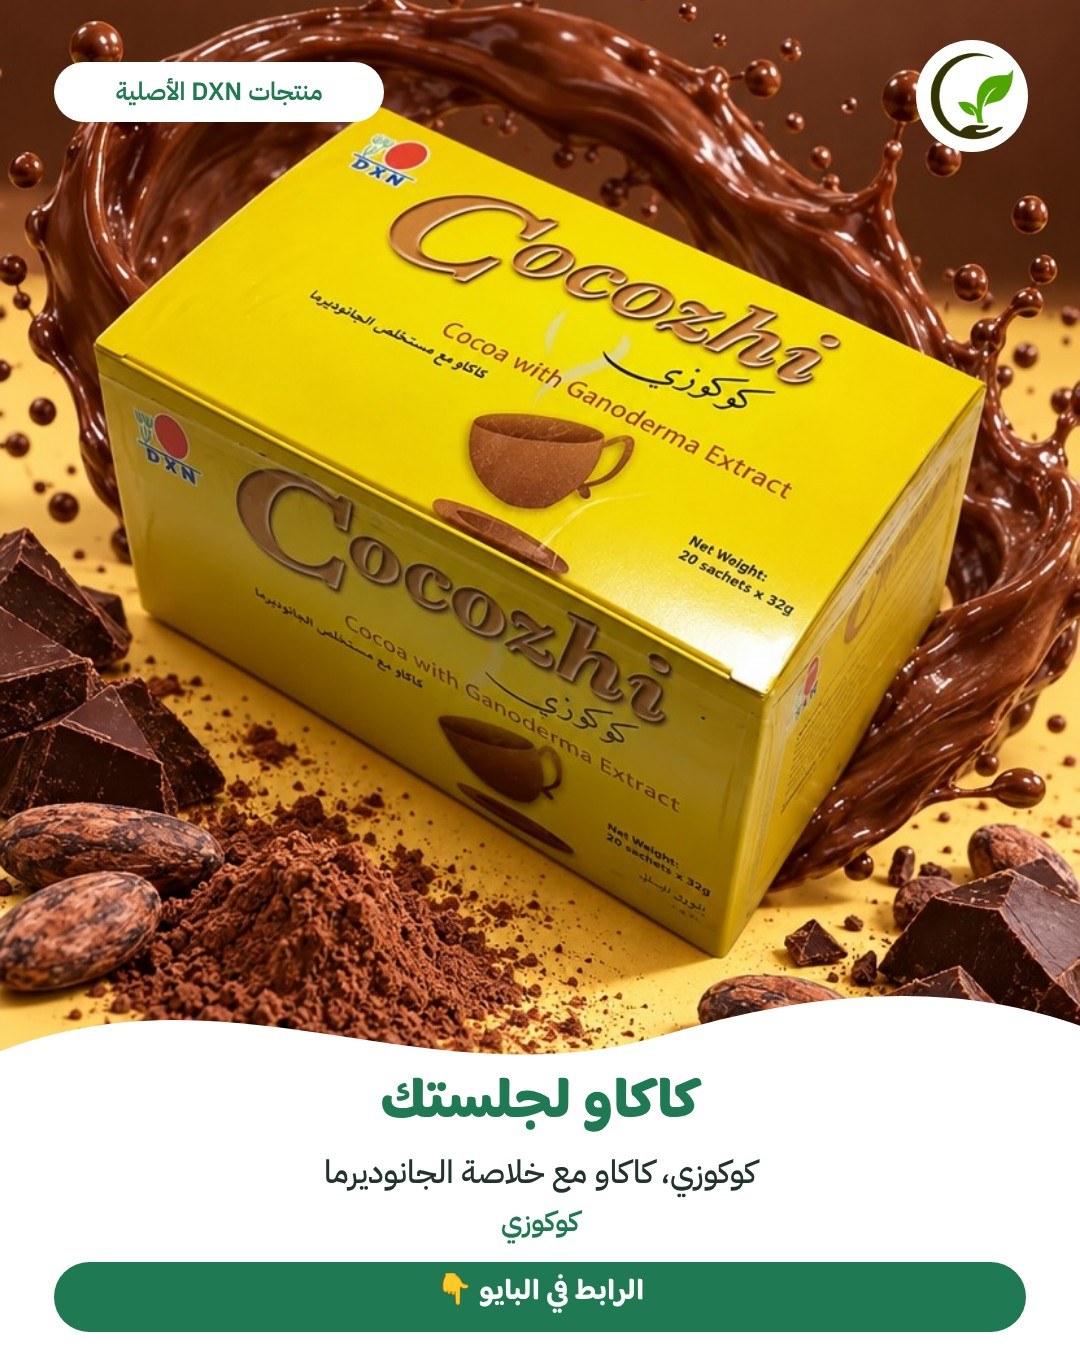 منتجات DXN الأصلية
DXN
Cocozhi
كوكوزي
Cocoa with Ganoderma Extract
كاكاو مع مستخلص الجانوديرما
Net Weight:
20 sachets x 32g
DXN
Cocozhi
كوكوزي
Cocoa with Ganoderma Extract
كاكاو مع مستخلص الجانوديرما
Net Weight:
20 sachets x 32g
كاكاو لجلستك
كوكوزي، كاكاو مع خلاصة الجانوديرما
كوكوزي
الرابط في البايو 👇